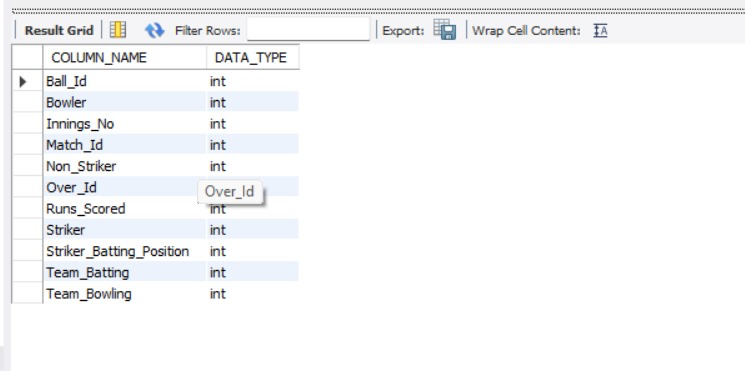 Result Grid Filter Rows: Export: Wrap Cell Content:
COLUMN_NAME DATA_TYPE
Ball_Id int
Bowler int
Innings_No int
Match_Id int
Non_Striker int
Over_Id Over_Id
Runs_Scored int
Striker int
Striker_Batting_Position int
Team_Batting int
Team_Bowling int